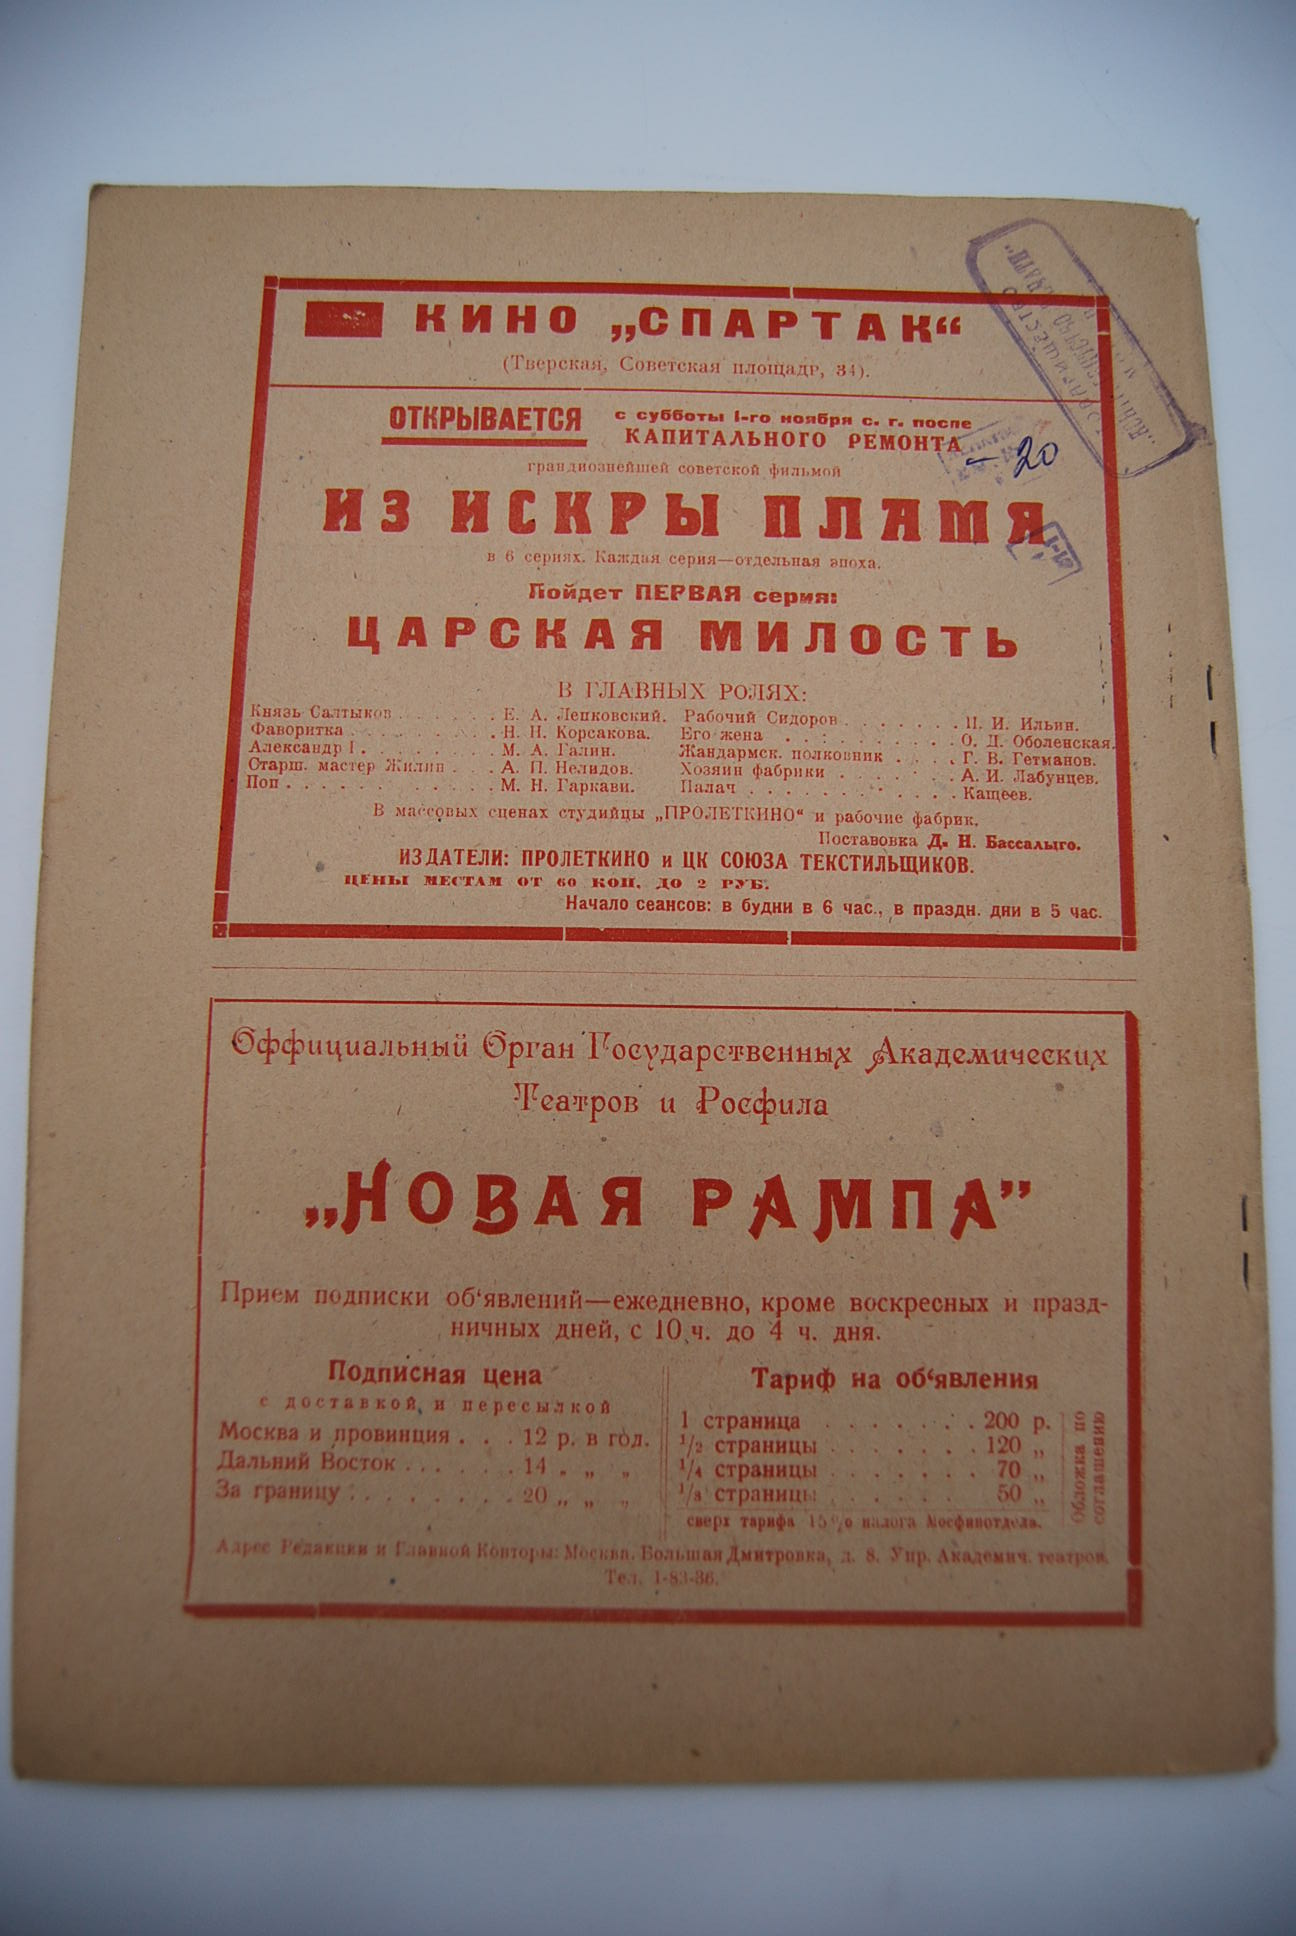 КИНО „СПАРТАК“
(Тверская, Советская площадр, 34).
ОТКРЫВАЕТСЯ с субботы 1-го ноября с. г. после
КАПИТАЛЬНОГО РЕМОНТА
грандиознейшей советской фильмой
ИЗ ИСКРЫ ПЛАМЯ
в 6 сериях. Каждая серия—отдельная эпоха.
Пойдет ПЕРВАЯ серия:
ЦАРСКАЯ МИЛОСТЬ
В ГЛАВНЫХ РОЛЯХ:
Князь Салтыков . . . . . . Е. А. Лепковский. Рабочий Сидоров . . . . . . . П. И. Ильин.
Фаворитка . . . . . . . . Н. Н. Корсакова. Его жена . . . . . . . . . . О. Д. Оболенская.
Александр I . . . . . . . . М. А. Галин. Жандармск. полковник . . . . Г. В. Гетманов.
Старш. мастер Жилин . . . А. П. Нелидов. Хозяин фабрики . . . . . . . А. И. Лабунцев.
Поп . . . . . . . . . . . . М. Н. Гаркави. Палач . . . . . . . . . . . . Кащеев.
В массовых сценах студийцы „ПРОЛЕТКИНО“ и рабочие фабрик.
Поставовка Д. Н. Бассалыго.
ИЗДАТЕЛИ: ПРОЛЕТКИНО и ЦК СОЮЗА ТЕКСТИЛЬЩИКОВ.
ЦЕНЫ МЕСТАМ ОТ 60 КОП. ДО 2 РУБ.
Начало сеансов: в будни в 6 час., в праздн. дни в 5 час.
ТОВАРИЩЕСТВО
— 20
1-10
Оффициальный Орган Государственных Академических
Театров и Росфила
„НОВАЯ РАМПА”
Прием подписки об‘явлений—ежедневно, кроме воскресных и празд-
ничных дней, с 10 ч. до 4 ч. дня.
Подписная цена
с доставкой и пересылкой
Москва и провинция . . . 12 р. в год.
Дальний Восток . . . . . . 14 „ „ „
За границу . . . . . . . . 20 „ „ „
Тариф на об‘явления
1 страница . . . . . . . 200 р.
1/2 страницы . . . . . . . 120 „
1/4 страницы . . . . . . . 70 „
1/8 страницы . . . . . . 50 „
сверх тарифа 15% налога Мосфинотдела.
Обложка по
соглашению
Адрес Редакции и Главной Конторы: Москва, Большая Дмитровка, д. 8. Упр. Академич. театров.
Тел. 1-83-36.